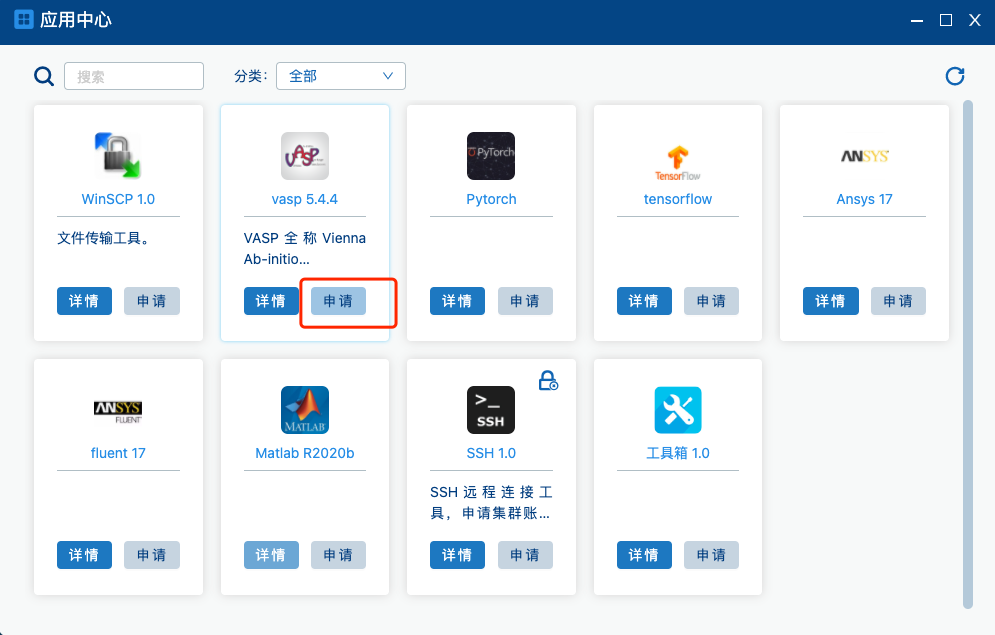 应用中心
搜索
分类:
全部
VASP
PyTorch
TensorFlow
ANSYS
WinSCP 1.0
vasp 5.4.4
Pytorch
tensorflow
Ansys 17
文件传输工具。
VASP 全 称 Vienna
Ab-initio...
详情 申请
详情 申请
详情 申请
详情 申请
详情 申请
ANSYS
FLUENT
MATLAB
>_
SSH
fluent 17
Matlab R2020b
SSH 1.0
工具箱 1.0
SSH 远 程 连 接 工
具，申请集群账...
详情 申请
详情 申请
详情 申请
详情 申请